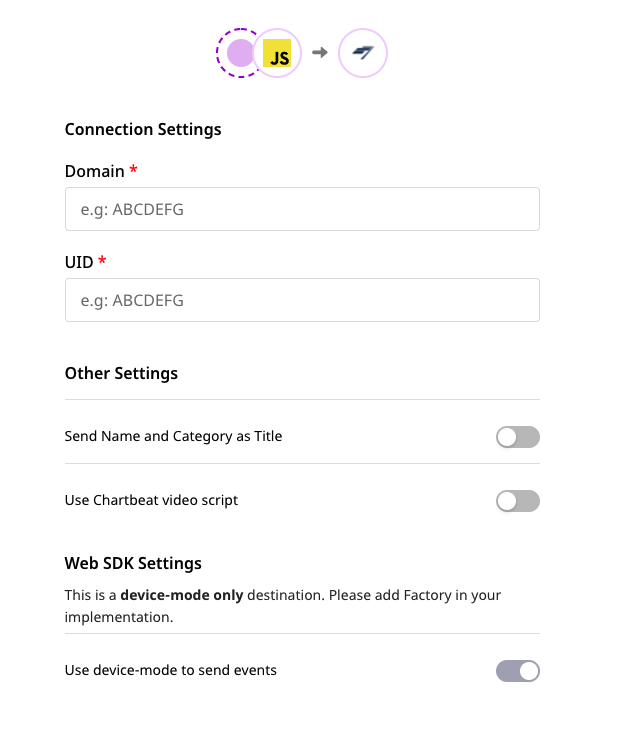 JS
Connection Settings
Domain *
e.g: ABCDEFG
UID *
e.g: ABCDEFG
Other Settings
Send Name and Category as Title
Use Chartbeat video script
Web SDK Settings
This is a device-mode only destination. Please add Factory in your
implementation.
Use device-mode to send events